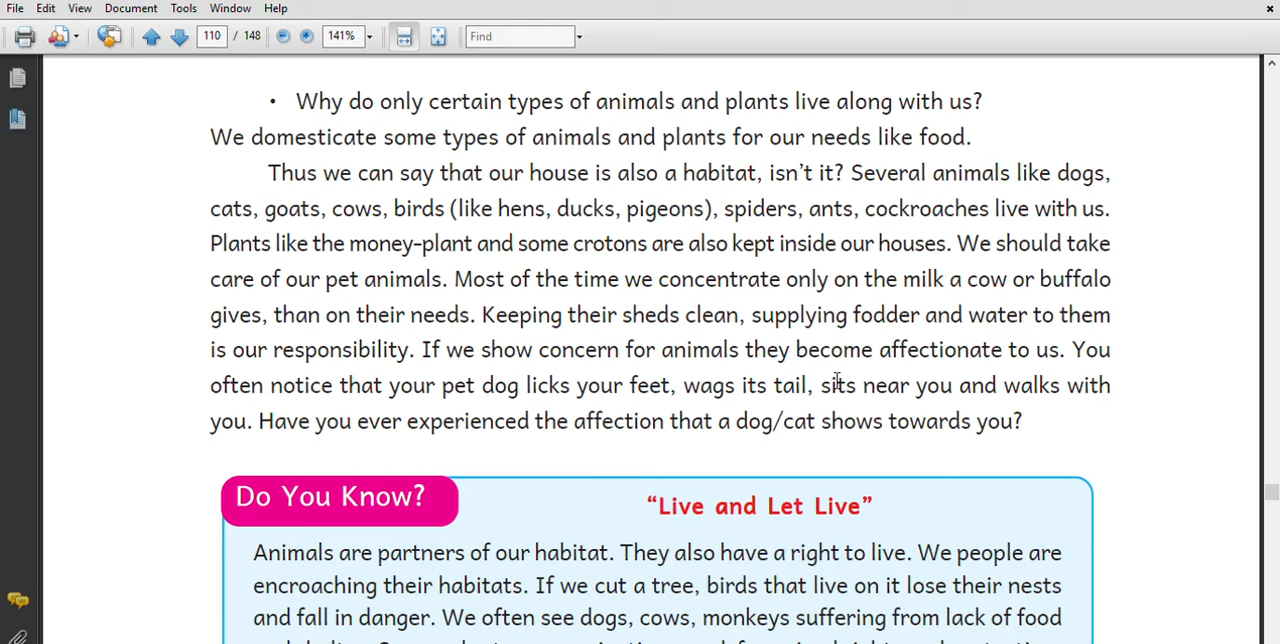 File Edit View Document Tools Window Help
110 / 148 141% Find
• Why do only certain types of animals and plants live along with us?
We domesticate some types of animals and plants for our needs like food.
Thus we can say that our house is also a habitat, isn't it? Several animals like dogs,
cats, goats, cows, birds (like hens, ducks, pigeons), spiders, ants, cockroaches live with us.
Plants like the money-plant and some crotons are also kept inside our houses. We should take
care of our pet animals. Most of the time we concentrate only on the milk a cow or buffalo
gives, than on their needs. Keeping their sheds clean, supplying fodder and water to them
is our responsibility. If we show concern for animals they become affectionate to us. You
often notice that your pet dog licks your feet, wags its tail, sits near you and walks with
you. Have you ever experienced the affection that a dog/cat shows towards you?
Do You Know?
“Live and Let Live”
Animals are partners of our habitat. They also have a right to live. We people are
encroaching their habitats. If we cut a tree, birds that live on it lose their nests
and fall in danger. We often see dogs, cows, monkeys suffering from lack of food